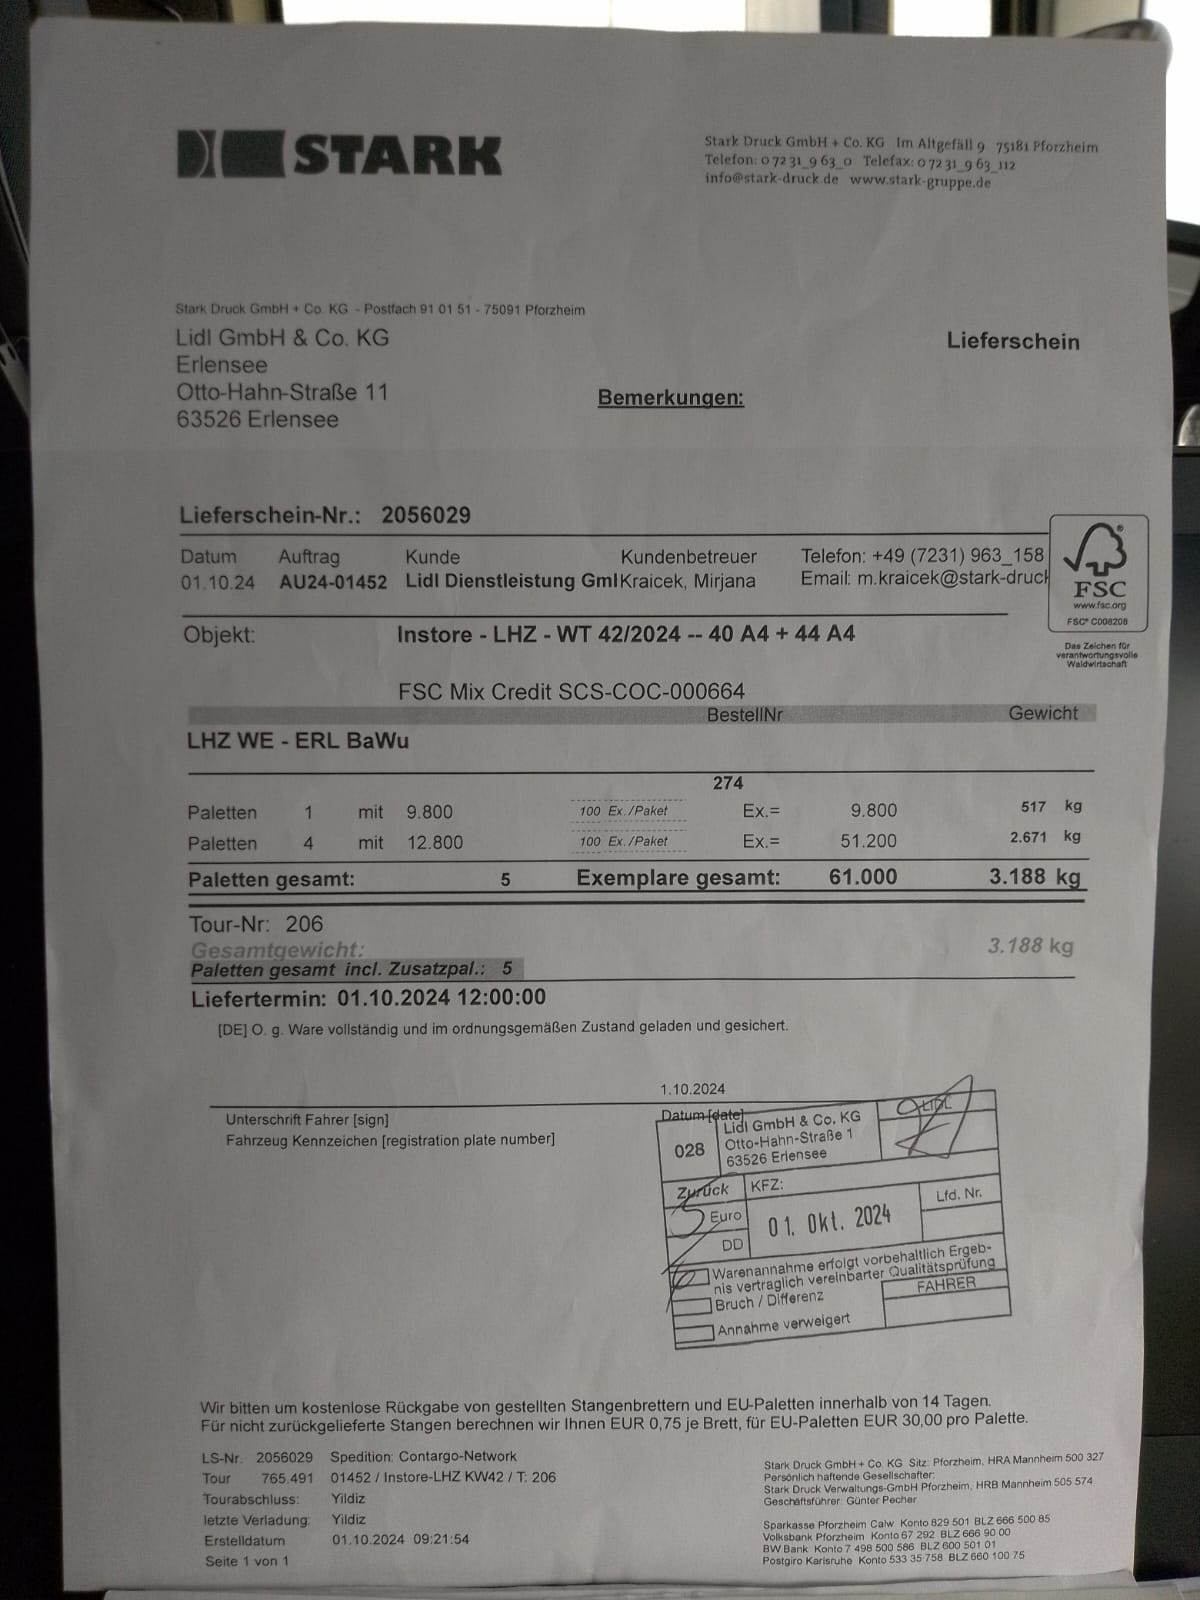 STARK
Stark Druck GmbH + Co. KG Im Altgefäll 9 75181 Pforzheim
Telefon: 0 72 31_9 63_0 Telefax: 0 72 31_9 63_112
info@stark-druck.de www.stark-gruppe.de
Stark Druck GmbH + Co. KG - Postfach 91 01 51 - 75091 Pforzheim
Lidl GmbH & Co. KG
Erlensee
Otto-Hahn-Straße 11
63526 Erlensee
Lieferschein
Bemerkungen:
Lieferschein-Nr.: 2056029
Datum Auftrag Kunde Kundenbetreuer Telefon: +49 (7231) 963_158
01.10.24 AU24-01452 Lidl Dienstleistung Gml Kraicek, Mirjana Email: m.kraicek@stark-druck
FSC
www.fsc.org
FSC® C008208
Das Zeichen für
verantwortungsvolle
Waldwirtschaft
Objekt: Instore - LHZ - WT 42/2024 -- 40 A4 + 44 A4
FSC Mix Credit SCS-COC-000664
BestellNr Gewicht
LHZ WE - ERL BaWu
274
Paletten 1 mit 9.800 100 Ex./Paket Ex.= 9.800 517 kg
Paletten 4 mit 12.800 100 Ex./Paket Ex.= 51.200 2.671 kg
Paletten gesamt: 5 Exemplare gesamt: 61.000 3.188 kg
Tour-Nr: 206
Gesamtgewicht: 3.188 kg
Paletten gesamt incl. Zusatzpal.: 5
Liefertermin: 01.10.2024 12:00:00
[DE] O. g. Ware vollständig und im ordnungsgemäßen Zustand geladen und gesichert.
1.10.2024
Unterschrift Fahrer [sign] Datum [date]
Fahrzeug Kennzeichen [registration plate number]
028
Lidl GmbH & Co. KG
Otto-Hahn-Straße 1
63526 Erlensee
LIDL
Zurück KFZ: Lfd. Nr.
5 Euro
DD
01. Okt. 2024
Warenannahme erfolgt vorbehaltlich Ergeb-
nis vertraglich vereinbarter Qualitätsprüfung
Bruch / Differenz
FAHRER
Annahme verweigert
Wir bitten um kostenlose Rückgabe von gestellten Stangenbrettern und EU-Paletten innerhalb von 14 Tagen.
Für nicht zurückgelieferte Stangen berechnen wir Ihnen EUR 0,75 je Brett, für EU-Paletten EUR 30,00 pro Palette.
LS-Nr. 2056029 Spedition: Contargo-Network
Tour 765.491 01452 / Instore-LHZ KW42 / T: 206
Tourabschluss: Yildiz
letzte Verladung: Yildiz
Erstelldatum 01.10.2024 09:21:54
Seite 1 von 1
Stark Druck GmbH + Co. KG Sitz: Pforzheim, HRA Mannheim 500 327
Persönlich haftende Gesellschafter:
Stark Druck Verwaltungs-GmbH Pforzheim, HRB Mannheim 505 574
Geschäftsführer: Günter Pecher
Sparkasse Pforzheim Calw Konto 829 501 BLZ 666 500 85
Volksbank Pforzheim Konto 67 292 BLZ 666 90 00
BW Bank Konto 7 498 500 586 BLZ 600 501 01
Postgiro Karlsruhe Konto 533 35 758 BLZ 660 100 75